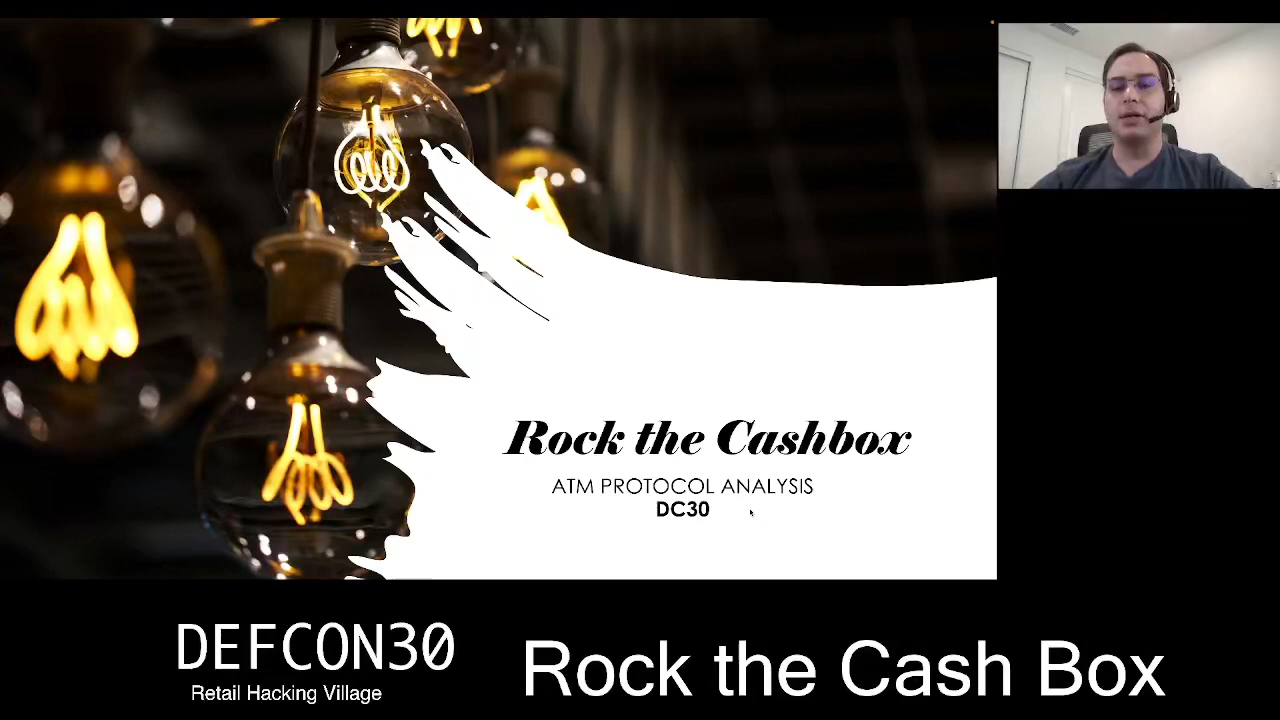 Rock the Cashbox
ATM PROTOCOL ANALYSIS
DC30
DEFCON30
Retail Hacking Village
Rock the Cash Box